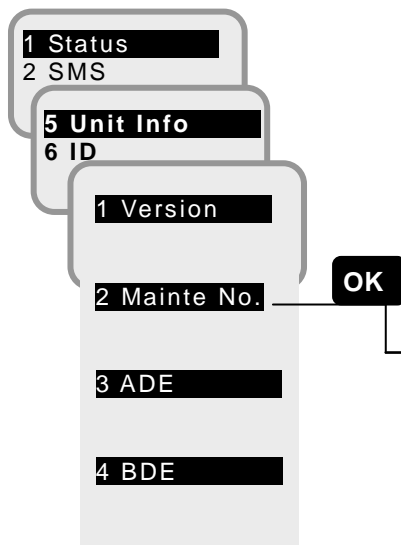 1 Status
2 SMS
5 Unit Info
6 ID
1 Version
2 Mainte No.
OK
3 ADE
4 BDE